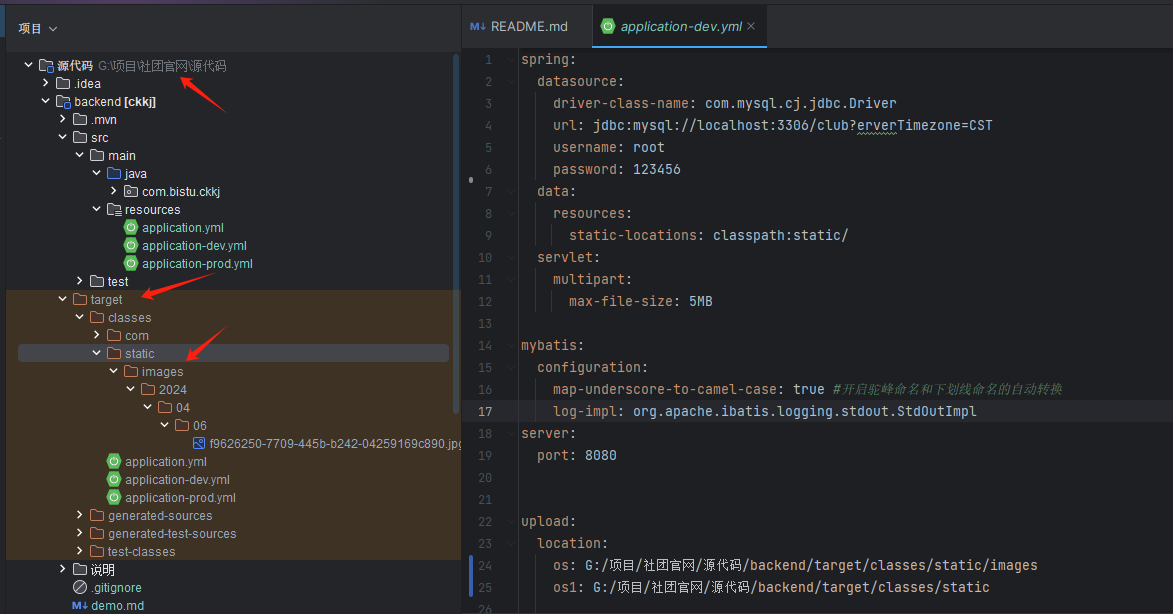 项目
源代码 G:\项目\社团官网\源代码
.idea
backend [ckkj]
.mvn
src
main
java
com.bistu.ckkj
resources
application.yml
application-dev.yml
application-prod.yml
test
target
classes
com
static
images
2024
04
06
f9626250-7709-445b-b242-04259169c890.jpg
application.yml
application-dev.yml
application-prod.yml
generated-sources
generated-test-sources
test-classes
说明
.gitignore
demo.md
README.md
application-dev.yml
1 spring:
2 datasource:
3 driver-class-name: com.mysql.cj.jdbc.Driver
4 url: jdbc:mysql://localhost:3306/club?erverTimezone=CST
5 username: root
6 password: 123456
7 data:
8 resources:
9 static-locations: classpath:static/
10 servlet:
11 multipart:
12 max-file-size: 5MB
13
14 mybatis:
15 configuration:
16 map-underscore-to-camel-case: true #开启驼峰命名和下划线命名的自动转换
17 log-impl: org.apache.ibatis.logging.stdout.StdOutImpl
18 server:
19 port: 8080
20
21
22 upload:
23 location:
24 os: G:/项目/社团官网/源代码/backend/target/classes/static/images
25 os1: G:/项目/社团官网/源代码/backend/target/classes/static
26